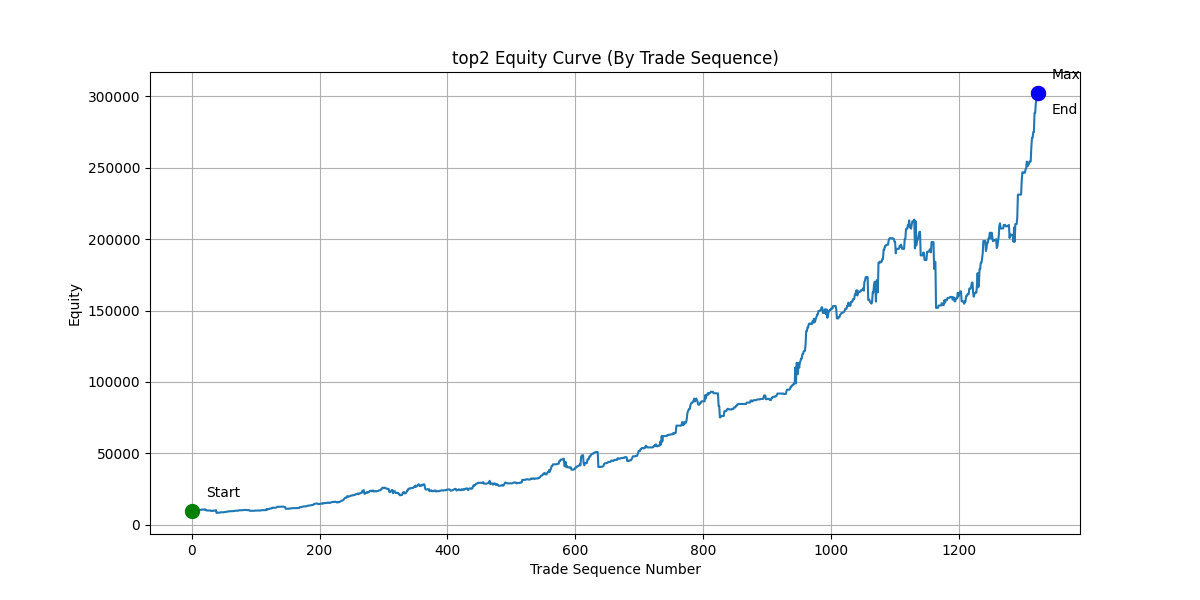 top2 Equity Curve (By Trade Sequence)
Max
300000
End
250000
200000
Equity
150000
100000
50000
Start
0
0 200 400 600 800 1000 1200
Trade Sequence Number